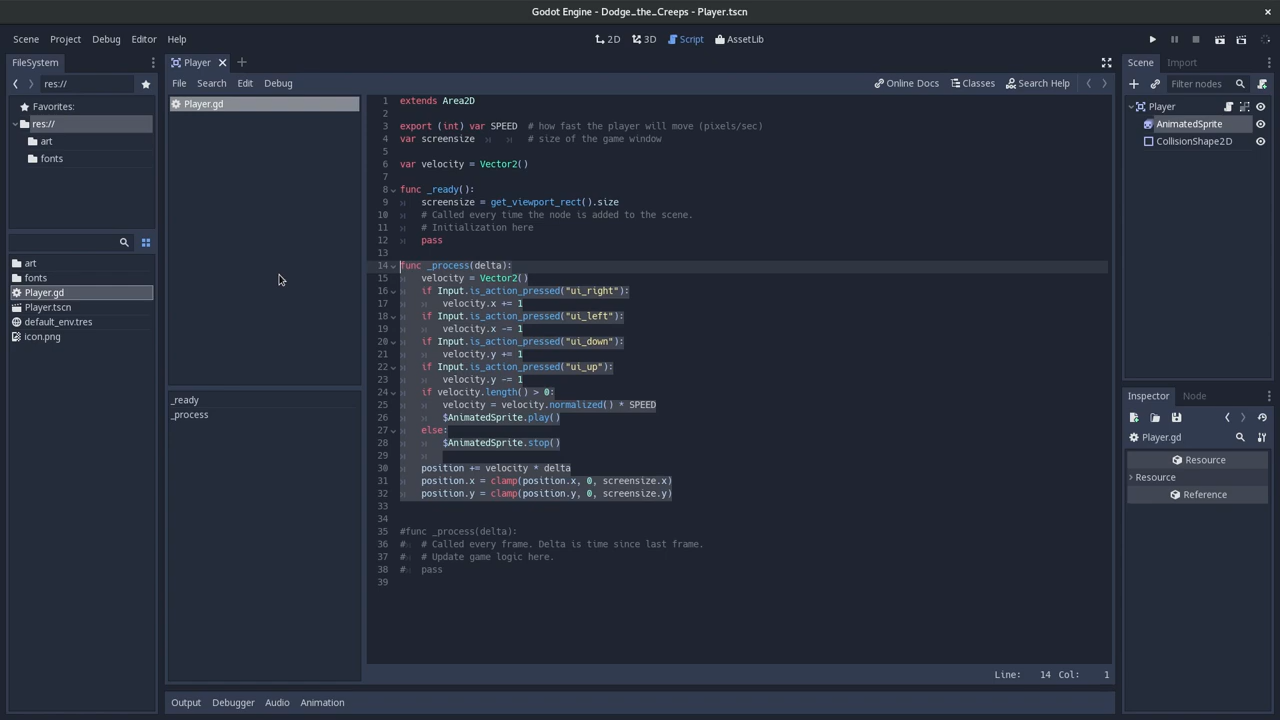 Godot Engine - Dodge_the_Creeps - Player.tscn
Scene Project Debug Editor Help
2D 3D Script AssetLib
FileSystem
res://
Favorites:
res://
art
fonts
art
fonts
Player.gd
Player.tscn
default_env.tres
icon.png
Player
File Search Edit Debug
Online Docs Classes Search Help
Player.gd
_ready
_process
1 extends Area2D
2
3 export (int) var SPEED # how fast the player will move (pixels/sec)
4 var screensize # size of the game window
5
6 var velocity = Vector2()
7
8 func _ready():
9 screensize = get_viewport_rect().size
10 # Called every time the node is added to the scene.
11 # Initialization here
12 pass
13
14 func _process(delta):
15 velocity = Vector2()
16 if Input.is_action_pressed("ui_right"):
17 velocity.x += 1
18 if Input.is_action_pressed("ui_left"):
19 velocity.x -= 1
20 if Input.is_action_pressed("ui_down"):
21 velocity.y += 1
22 if Input.is_action_pressed("ui_up"):
23 velocity.y -= 1
24 if velocity.length() > 0:
25 velocity = velocity.normalized() * SPEED
26 $AnimatedSprite.play()
27 else:
28 $AnimatedSprite.stop()
29
30 position += velocity * delta
31 position.x = clamp(position.x, 0, screensize.x)
32 position.y = clamp(position.y, 0, screensize.y)
33
34
35 #func _process(delta):
36 # # Called every frame. Delta is time since last frame.
37 # # Update game logic here.
38 # pass
39
Line: 14 Col: 1
Output Debugger Audio Animation
Scene Import
Filter nodes
Player
AnimatedSprite
CollisionShape2D
Inspector Node
Player.gd
Resource
Resource
Reference